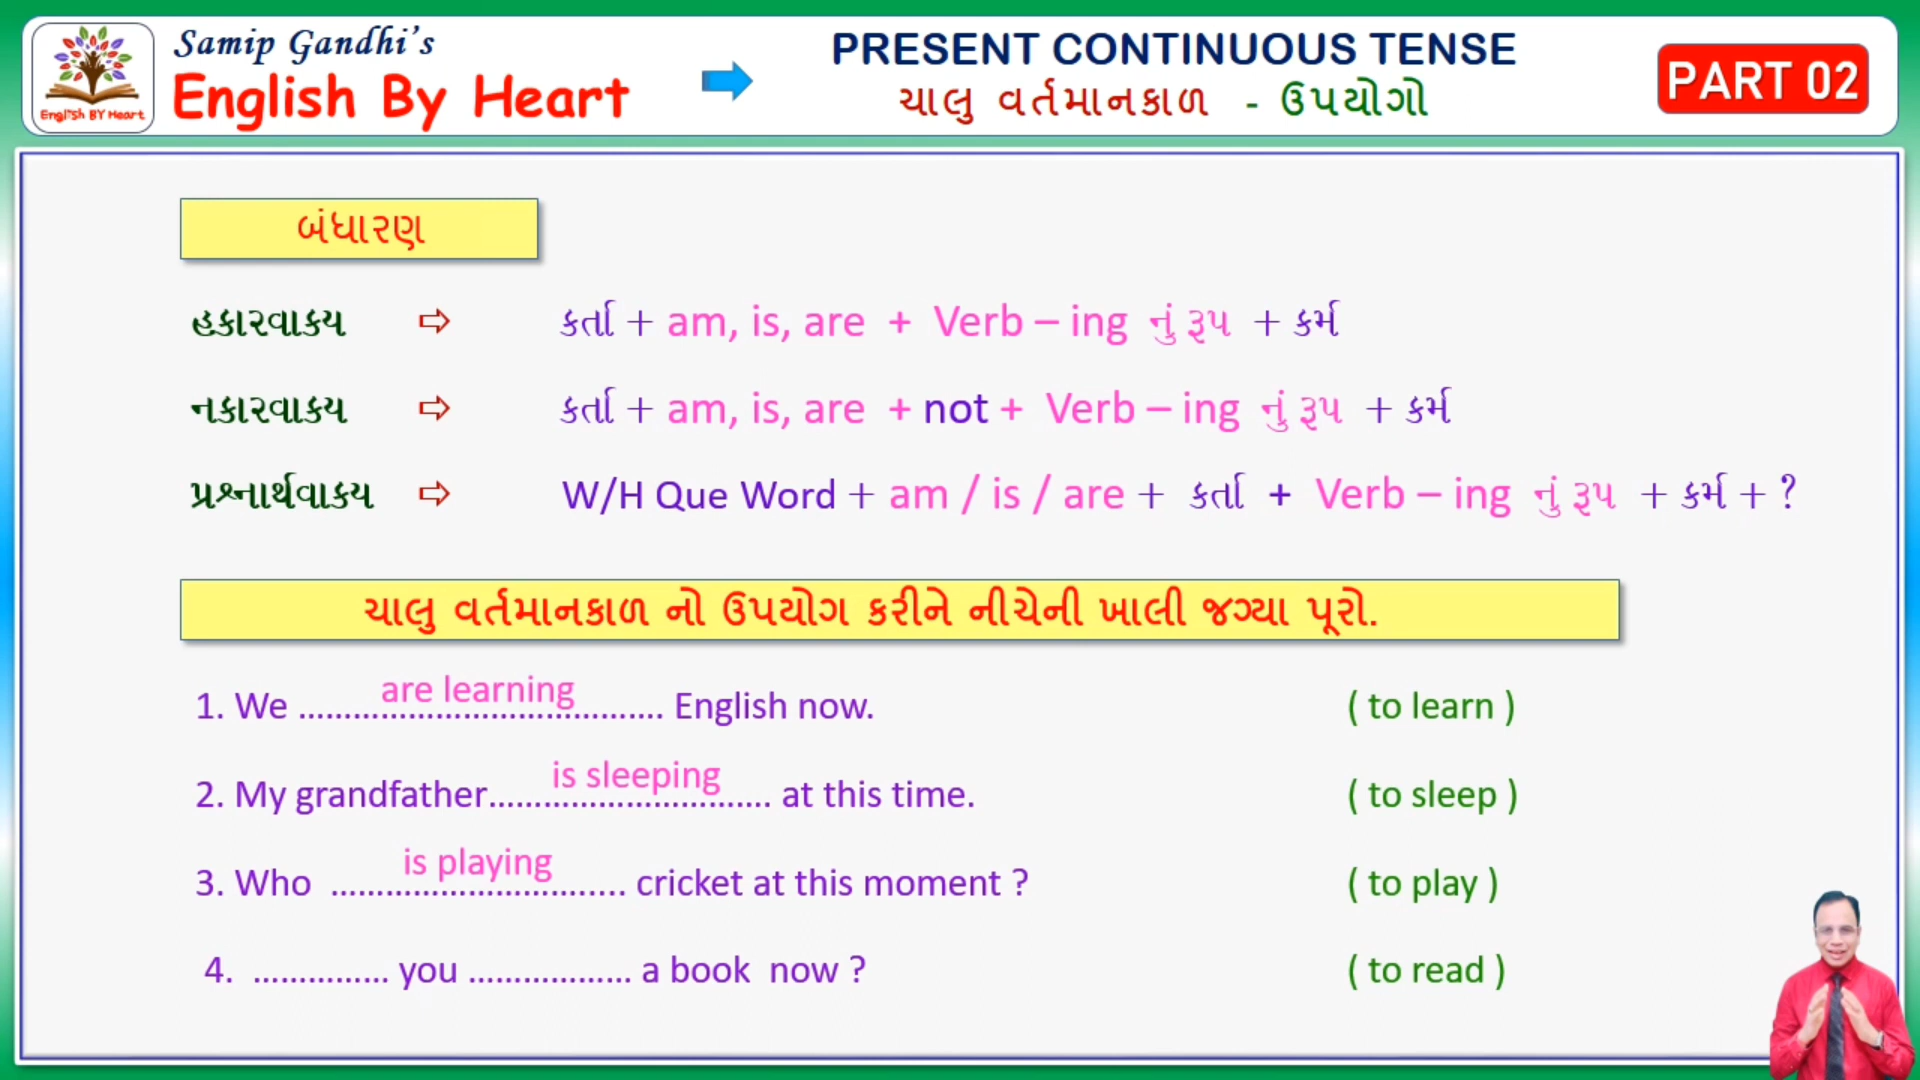 Samip Gandhi's
English By Heart
English BY Heart
PRESENT CONTINUOUS TENSE
ચાલુ વર્તમાનકાળ - ઉપયોગો
PART 02
બંધારણ
હકારવાકય ⇨ કર્તા + am, is, are + Verb – ing નું રૂપ + કર્મ
નકારવાકય ⇨ કર્તા + am, is, are + not + Verb – ing નું રૂપ + કર્મ
પ્રશ્નાર્થવાકય ⇨ W/H Que Word + am / is / are + કર્તા + Verb – ing નું રૂપ + કર્મ + ?
ચાલુ વર્તમાનકાળ નો ઉપયોગ કરીને નીચેની ખાલી જગ્યા પૂરો.
1. We ....... are learning ....... English now. ( to learn )
2. My grandfather....... is sleeping ....... at this time. ( to sleep )
3. Who ....... is playing ....... cricket at this moment ? ( to play )
4. ............... you .................. a book now ? ( to read )